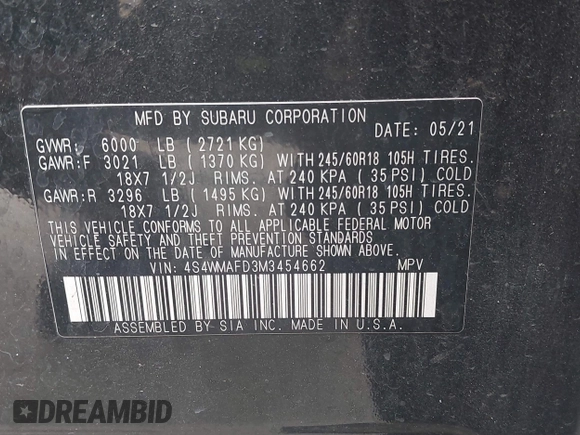 MFD BY SUBARU CORPORATION
DATE: 05/21
GVWR: 6000 LB (2721 KG)
GAWR:F 3021 LB (1370 KG) WITH 245/60R18 105H TIRES.
18X7 1/2J RIMS. AT 240 KPA (35 PSI) COLD
GAWR:R 3296 LB (1495 KG) WITH 245/60R18 105H TIRES.
18X7 1/2J RIMS. AT 240 KPA (35 PSI) COLD
THIS VEHICLE CONFORMS TO ALL APPLICABLE FEDERAL MOTOR
VEHICLE SAFETY AND THEFT PREVENTION STANDARDS
IN EFFECT ON THE DATE OF MANUFACTURE SHOWN ABOVE.
VIN: 4S4WMAFD3M3454662 MPV
ASSEMBLED BY SIA INC. MADE IN U.S.A.
DREAMBID